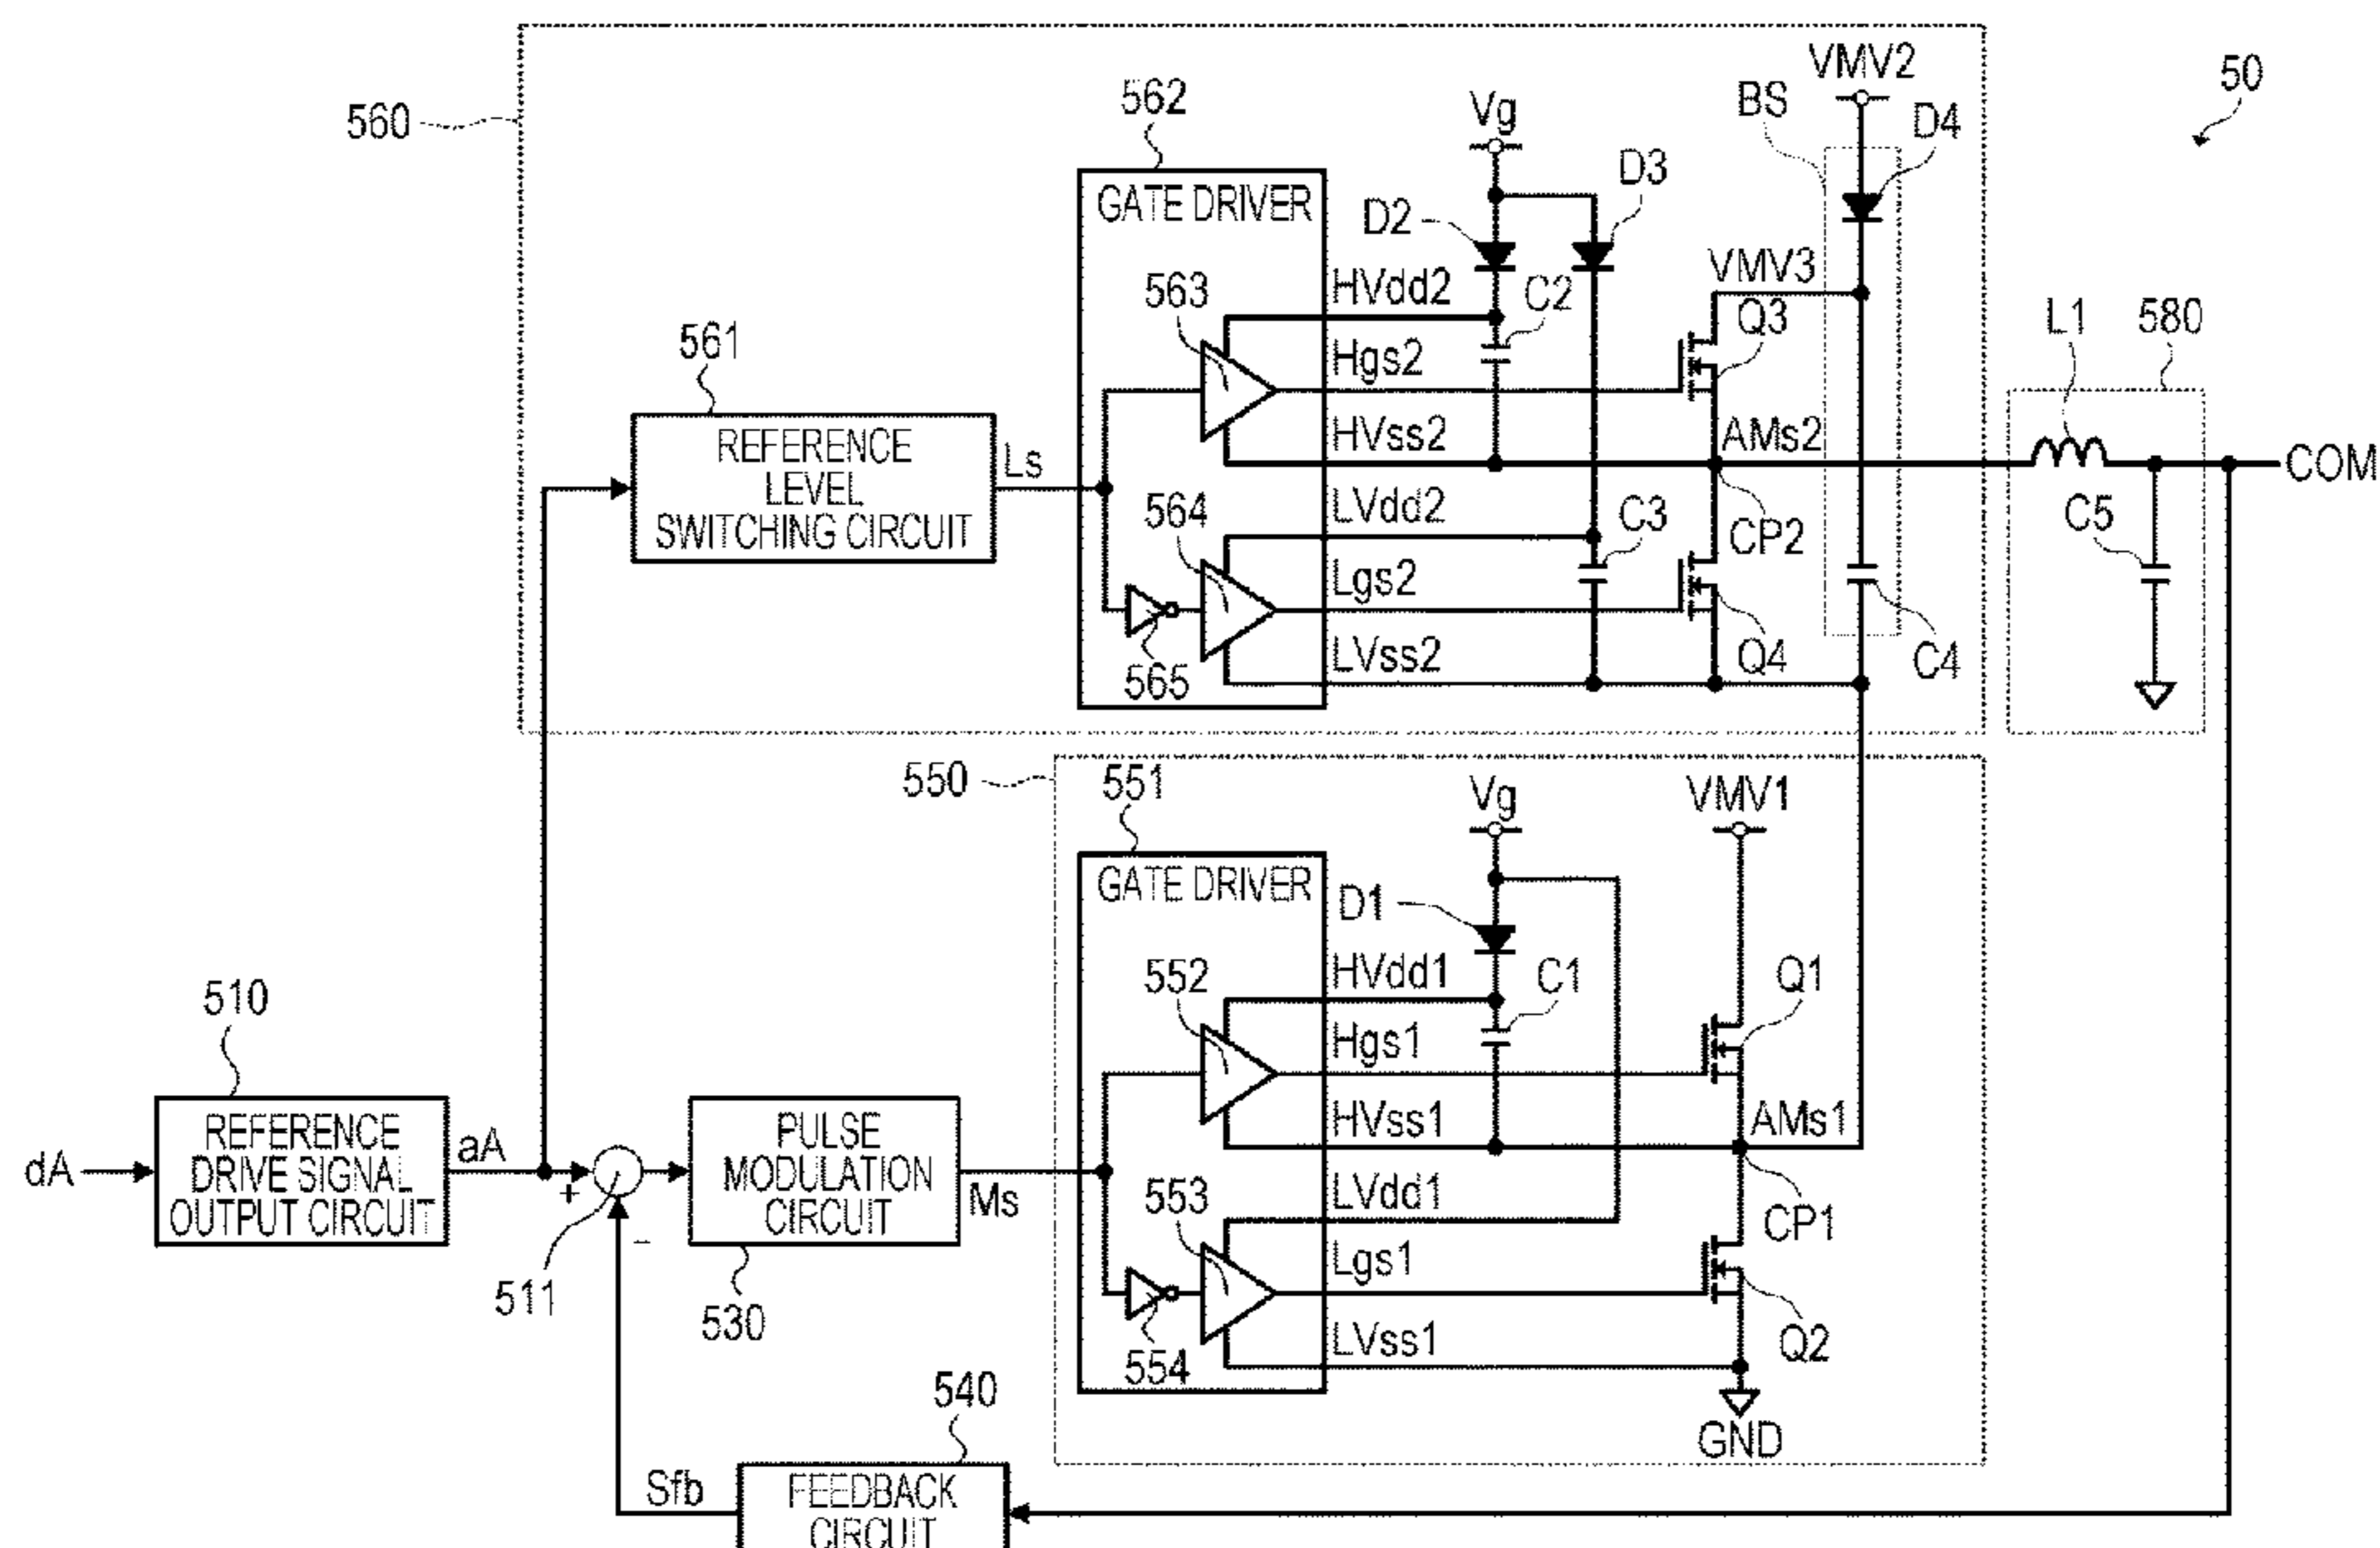 VMV2
50
BS
D4
560
562
Vg
D3
GATE DRIVER
D2
HVdd2
C2
VMV3
563
Q3
L1
580
561
Hgs2
REFERENCE
LEVEL
SWITCHING CIRCUIT
Ls
HVss2
AMs2
COM
564
LVdd2
C3
CP2
C5
Lgs2
565
LVss2
Q4
C4
550
551
Vg
VMV1
GATE DRIVER
D1
HVdd1
C1
Q1
552
510
Hgs1
REFERENCE
DRIVE SIGNAL
OUTPUT CIRCUIT
dA
aA
+
−
511
PULSE
MODULATION
CIRCUIT
Ms
530
HVss1
AMs1
553
LVdd1
CP1
Lgs1
554
LVss1
Q2
GND
540
Sfb
FEEDBACK
CIRCUIT